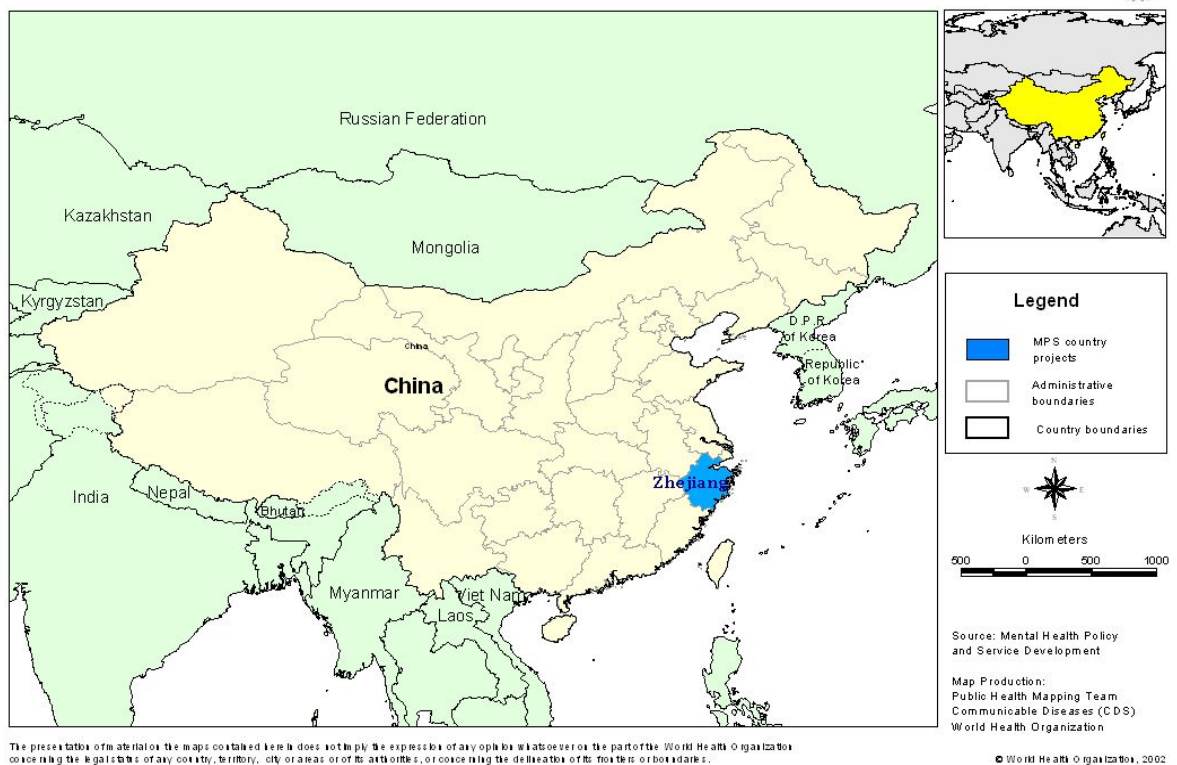 Russian Federation
Kazakhstan
Mongolia
Kyrgyzstan
D.P.R.
of Korea
Republic
of Korea
China
China
Zhejiang
India
Nepal
Bhutan
Myanmar
Viet Nam
Laos
Legend
MPS country
projects
Administrative
boundaries
Country boundaries
N
W E
S
Kilometers
500 0 500 1000
Source: Mental Health Policy
and Service Development
Map Production:
Public Health Mapping Team
Communicable Diseases (CDS)
World Health Organization
The presentation of material on the maps contained herein does not imply the expression of any opinion whatsoever on the part of the World Health Organization
concerning the legal status of any country, territory, city or areas or of its authorities, or concerning the delineation of its frontiers or boundaries.
© World Health Organization, 2002